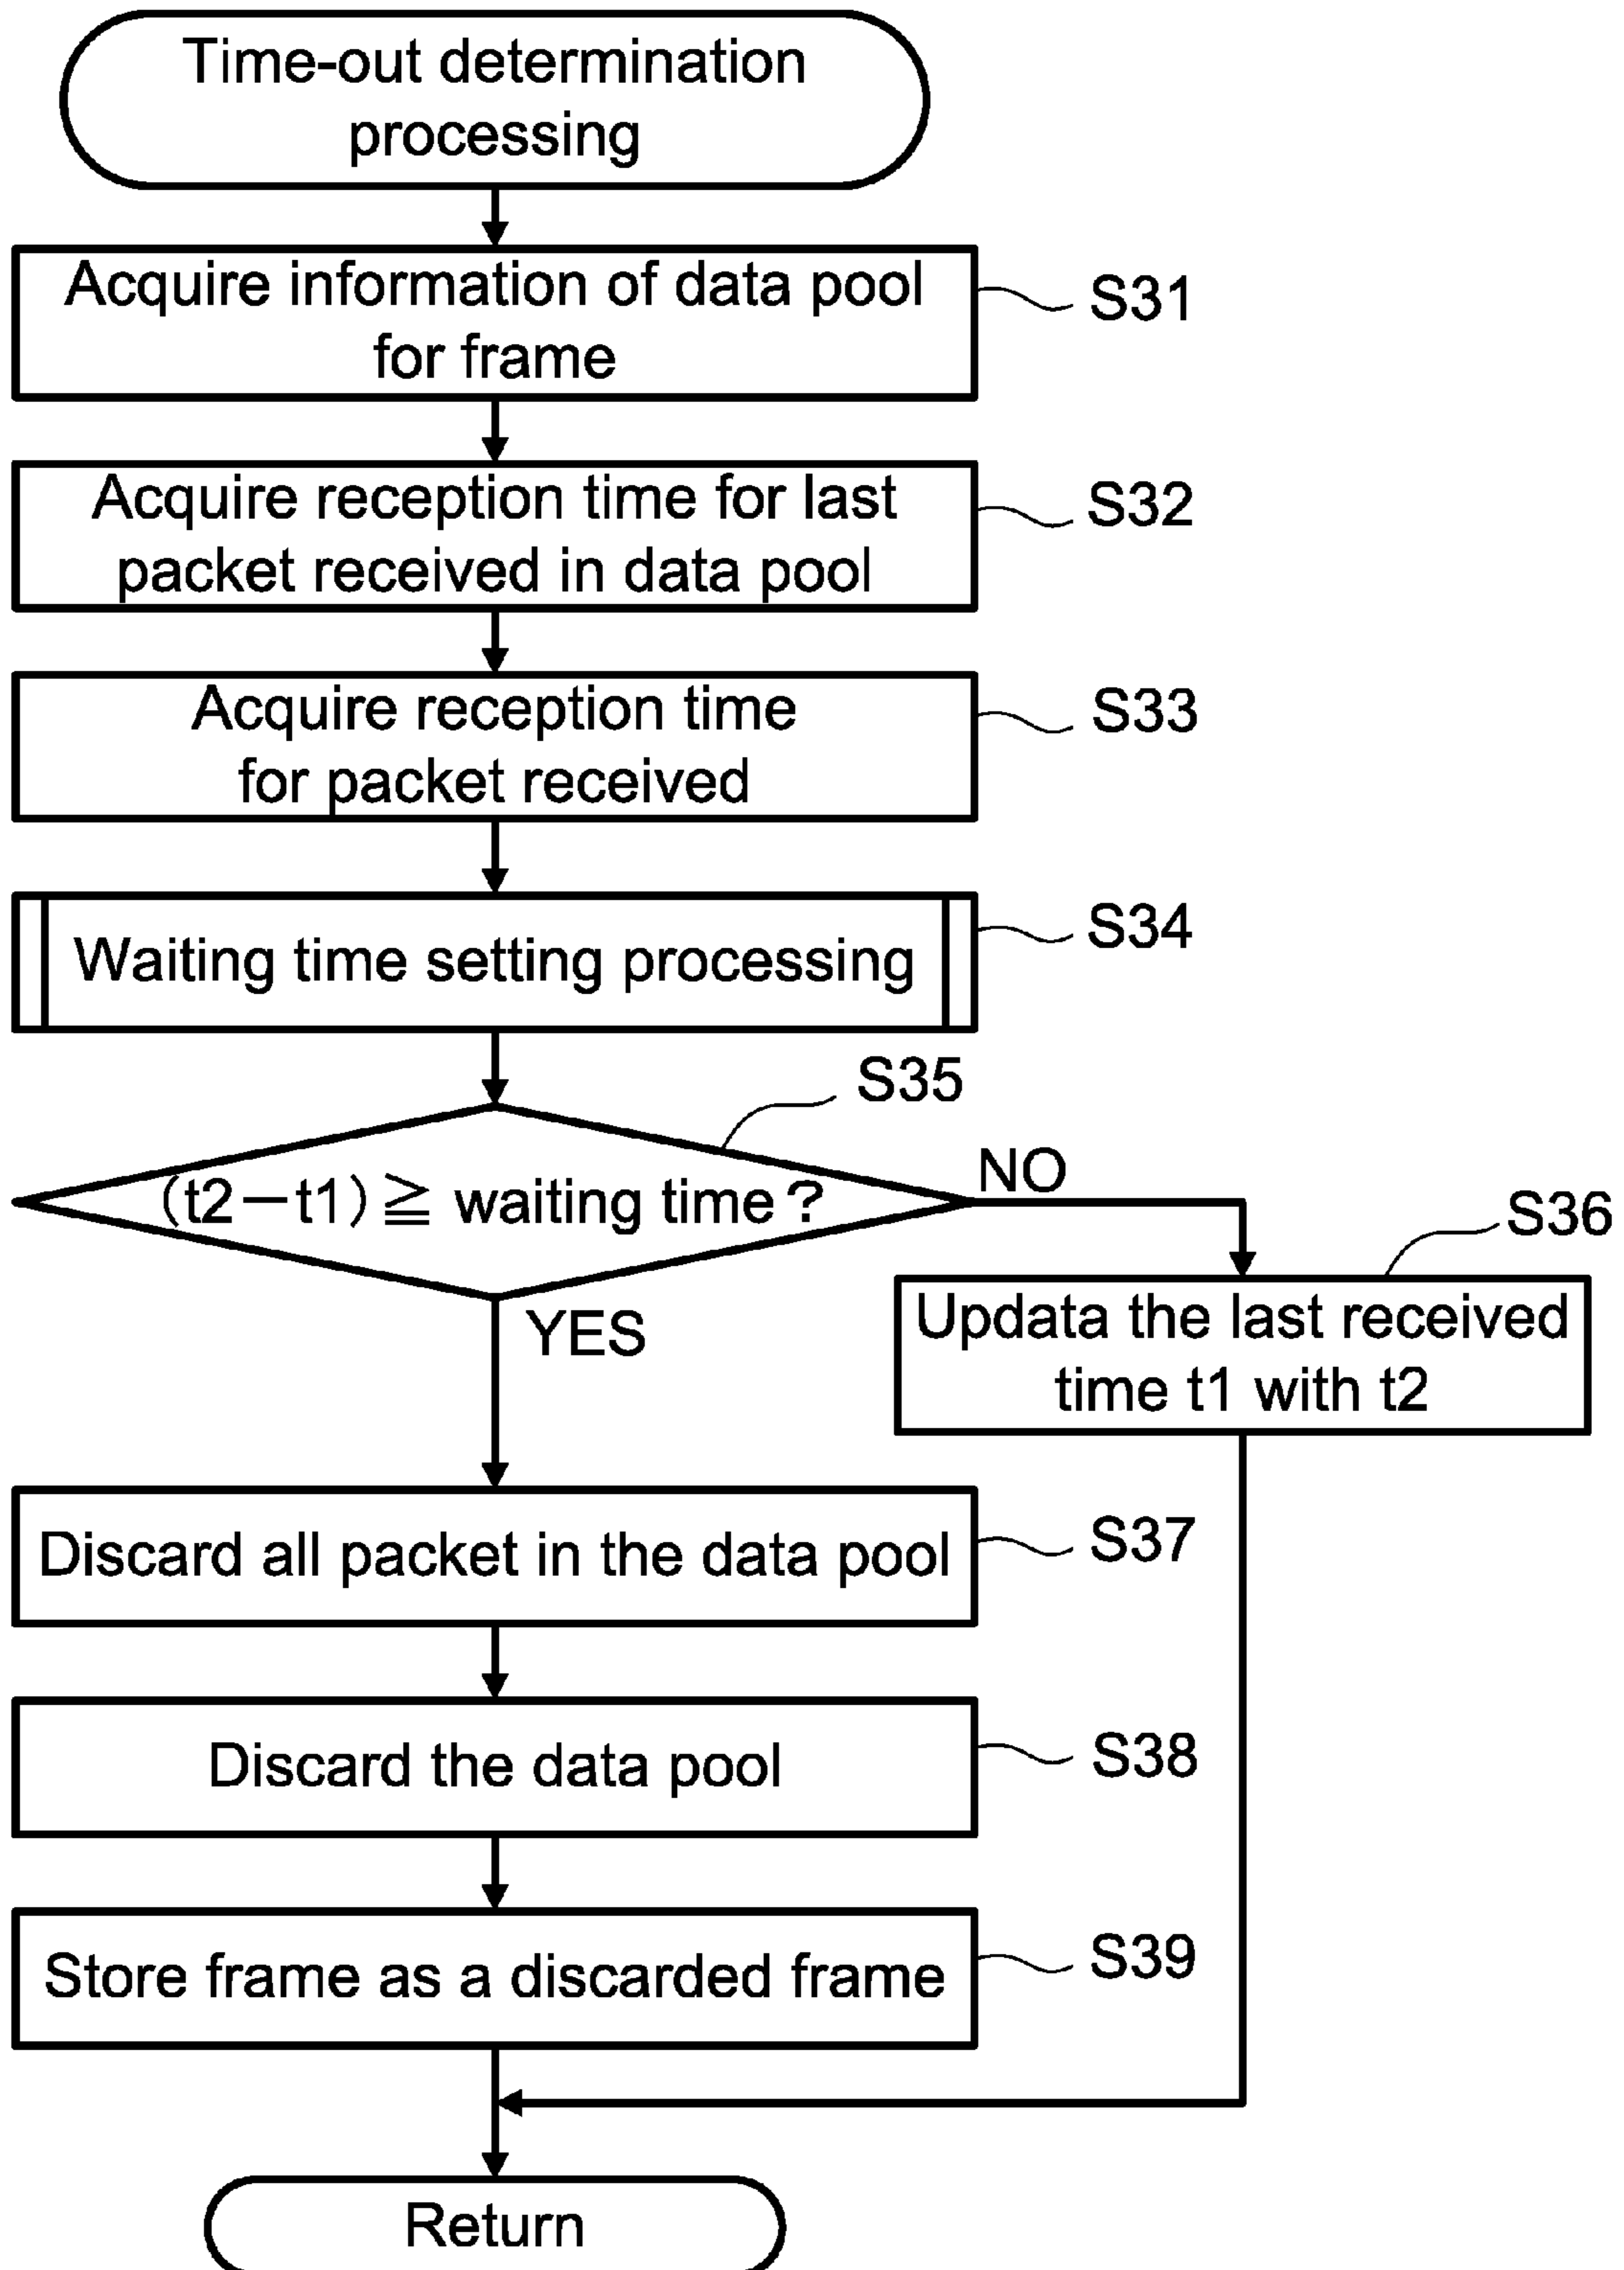 Time-out determination
processing
Acquire information of data pool
for frame
S31
Acquire reception time for last
packet received in data pool
S32
Acquire reception time
for packet received
S33
Waiting time setting processing
S34
S35
(t2−t1)≧ waiting time?
NO
YES
S36
Updata the last received
time t1 with t2
Discard all packet in the data pool
S37
Discard the data pool
S38
Store frame as a discarded frame
S39
Return